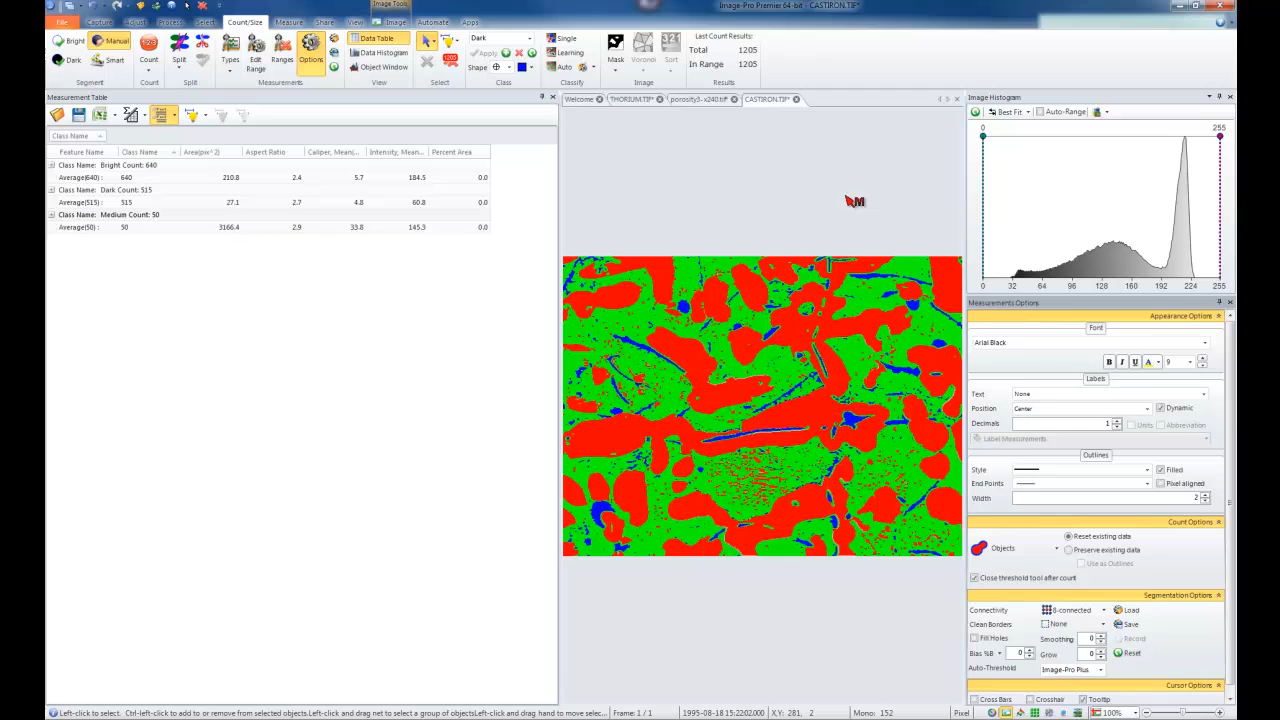 Image Tools
Image-Pro Premier 64-bit - CASTIRON.TIF*
File Capture Adjust Process Select Count/Size Measure Share View Image Automate Apps
Bright Manual
Dark Smart
Count Split Types Edit Range Ranges Options
Data Table
Data Histogram
Object Window
Apply
Shape
Dark
Single
Learning
Auto
Mask Voronoi Sort
Last Count Results
Total 1205
In Range 1205
Segment Count Split Measurements View Select Class Classify Image Results
Measurement Table
Welcome THORIUM.TIF* porosity3- x240.tif* CASTIRON.TIF*
Image Histogram
Best Fit Auto-Range
Class Name
Feature Name Class Name Area(pix^2) Aspect Ratio Caliper, Mean(... Intensity, Mean... Percent Area
Class Name: Bright Count: 640
Average(640) : 640 210.8 2.4 5.7 184.5 0.0
Class Name: Dark Count: 515
Average(515) : 515 27.1 2.7 4.8 60.8 0.0
Class Name: Medium Count: 50
Average(50) : 50 3166.4 2.9 33.8 145.3 0.0
M
0 255
0 32 64 96 128 160 192 224 255
Measurements Options
Appearance Options
Font
Arial Black
B I U A 9
Labels
Text None
Position Center Dynamic
Decimals 1 Units Abbreviation
Label Measurements
Outlines
Style Filled
End Points Pixel aligned
Width 2
Count Options
Objects
Reset existing data
Preserve existing data
Use as Outlines
Close threshold tool after count
Segmentation Options
Connectivity 8-connected Load
Clean Borders None Save
Fill Holes Smoothing 0 Record
Bias %B 0 Grow 0 Reset
Auto-Threshold Image-Pro Plus
Cursor Options
Cross Bars Crosshair Tooltip
Left-click to select. Ctrl-left-click to add or to remove from selected objects.Left-click and drag net to select a group of objectsLeft-click and drag hand to move selec...
Frame: 1 / 1
1995-08-18 15:2202.000
X,Y: 281, 2
Mono: 152
Pixel
100%